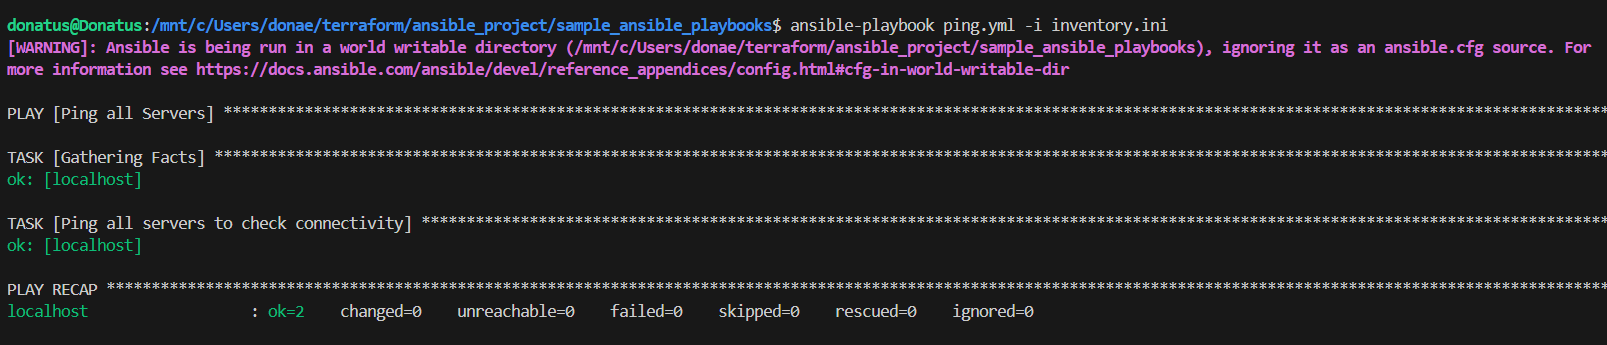 donatus@Donatus:/mnt/c/Users/donae/terraform/ansible_project/sample_ansible_playbooks$ ansible-playbook ping.yml -i inventory.ini
[WARNING]: Ansible is being run in a world writable directory (/mnt/c/Users/donae/terraform/ansible_project/sample_ansible_playbooks), ignoring it as an ansible.cfg source. For
more information see https://docs.ansible.com/ansible/devel/reference_appendices/config.html#cfg-in-world-writable-dir
PLAY [Ping all Servers] *********************************************************************************************************************************************************
TASK [Gathering Facts] **********************************************************************************************************************************************************
ok: [localhost]
TASK [Ping all servers to check connectivity] ***********************************************************************************************************************************
ok: [localhost]
PLAY RECAP **********************************************************************************************************************************************************************
localhost                  : ok=2    changed=0    unreachable=0    failed=0    skipped=0    rescued=0    ignored=0